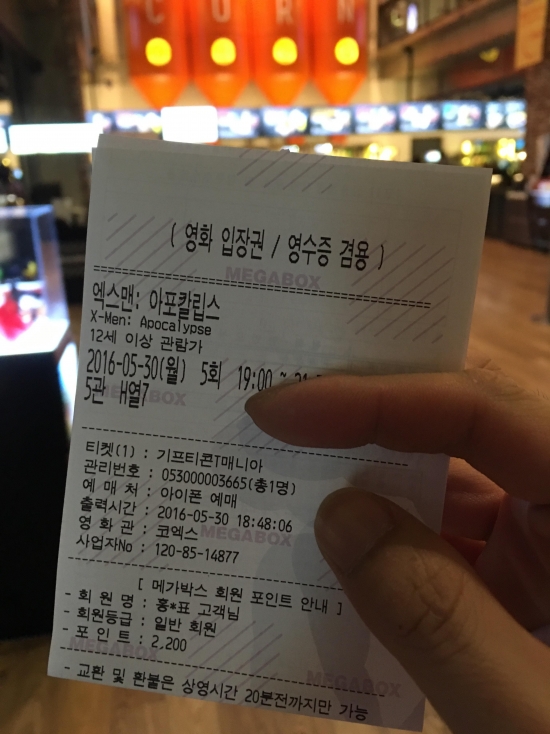 CORN
( 영화 입장권 / 영수증 겸용 )
MEGABOX
엑스맨: 아포칼립스
X-Men: Apocalypse
12세 이상 관람가
2016-05-30(월) 5회 19:00 ~
5관 H열7
티켓(1) : 기프티콘T매니아
관리번호 : 053000003665(총1명)
예 매 처 : 아이폰 예매
출력시간 : 2016-05-30 18:48:06
영 화 관 : 코엑스
MEGABOX
사업자No : 120-85-14877
[ 메가박스 회원 포인트 안내 ]
- 회 원 명 : 홍*표 고객님
- 회원등급 : 일반 회원
포 인 트 : 2,200
MEGABOX
MEGABOX
- 교환 및 환불은 상영시간 20분전까지만 가능